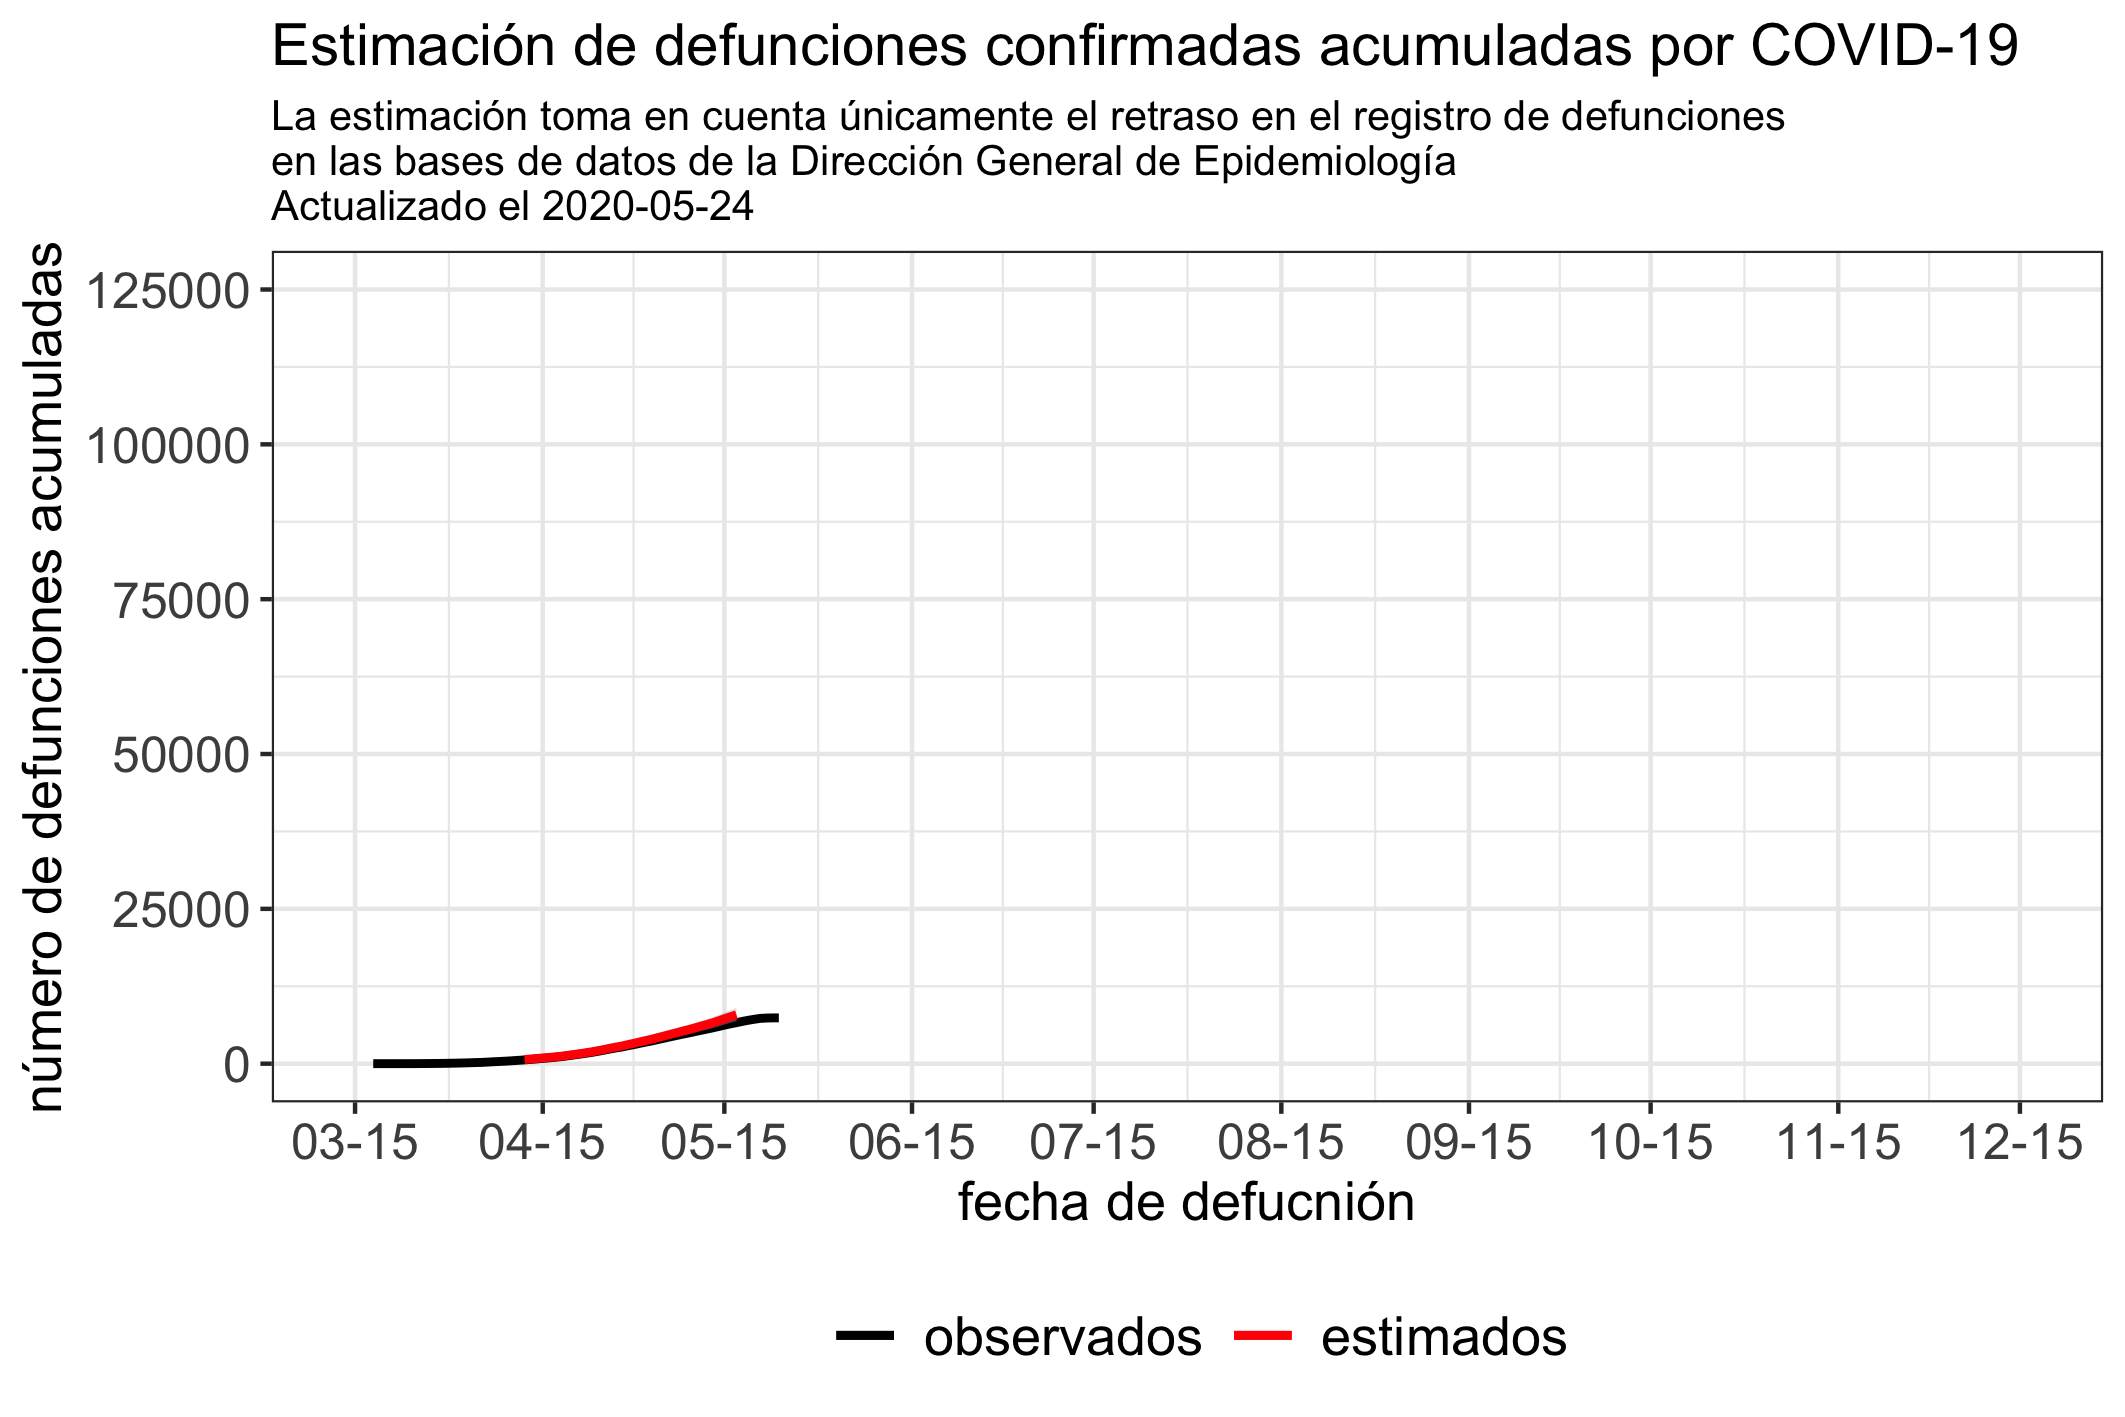 Estimación de defunciones confirmadas acumuladas por COVID-19
La estimación toma en cuenta únicamente el retraso en el registro de defunciones
en las bases de datos de la Dirección General de Epidemiología
Actualizado el 2020-05-24
número de defunciones acumuladas
125000
100000
75000
50000
25000
0
03-15 04-15 05-15 06-15 07-15 08-15 09-15 10-15 11-15 12-15
fecha de defucnión
observados estimados